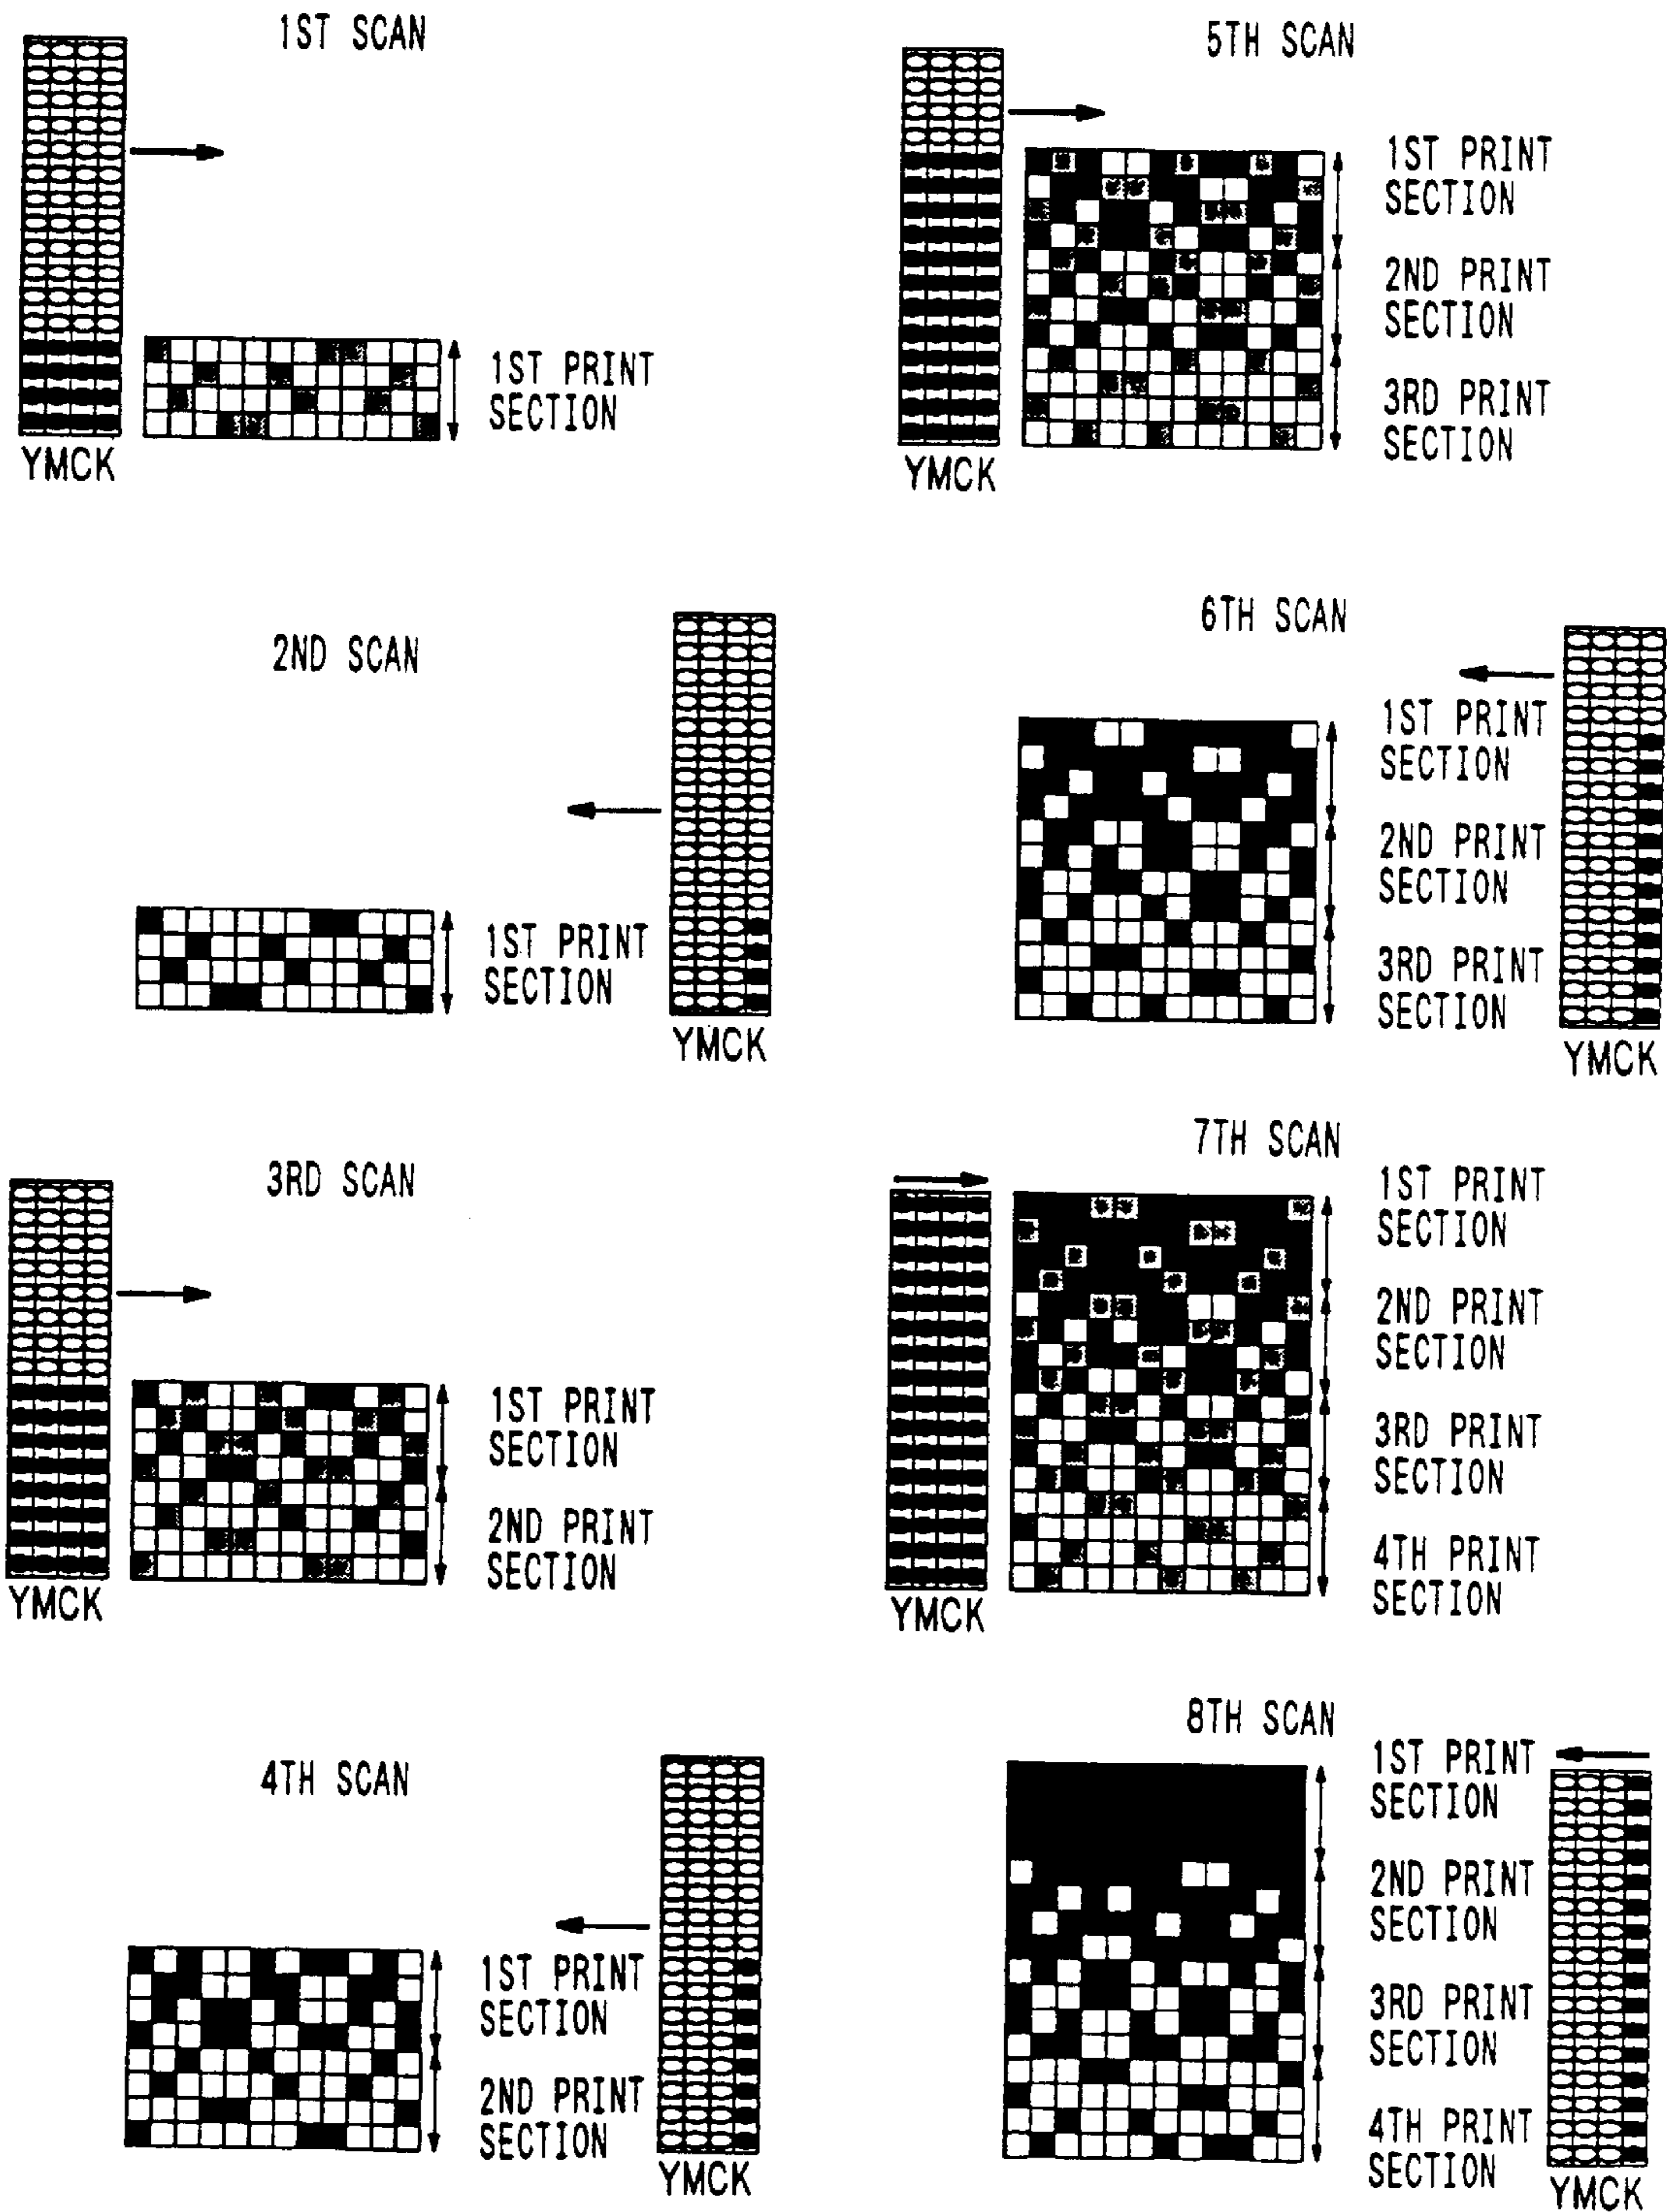 1ST SCAN
1ST PRINT
SECTION
YMCK
2ND SCAN
1ST PRINT
SECTION
YMCK
3RD SCAN
1ST PRINT
SECTION
2ND PRINT
SECTION
YMCK
4TH SCAN
1ST PRINT
SECTION
2ND PRINT
SECTION
YMCK
5TH SCAN
1ST PRINT
SECTION
2ND PRINT
SECTION
3RD PRINT
SECTION
YMCK
6TH SCAN
1ST PRINT
SECTION
2ND PRINT
SECTION
3RD PRINT
SECTION
YMCK
7TH SCAN
1ST PRINT
SECTION
2ND PRINT
SECTION
3RD PRINT
SECTION
4TH PRINT
SECTION
YMCK
8TH SCAN
1ST PRINT
SECTION
2ND PRINT
SECTION
3RD PRINT
SECTION
4TH PRINT
SECTION
YMCK